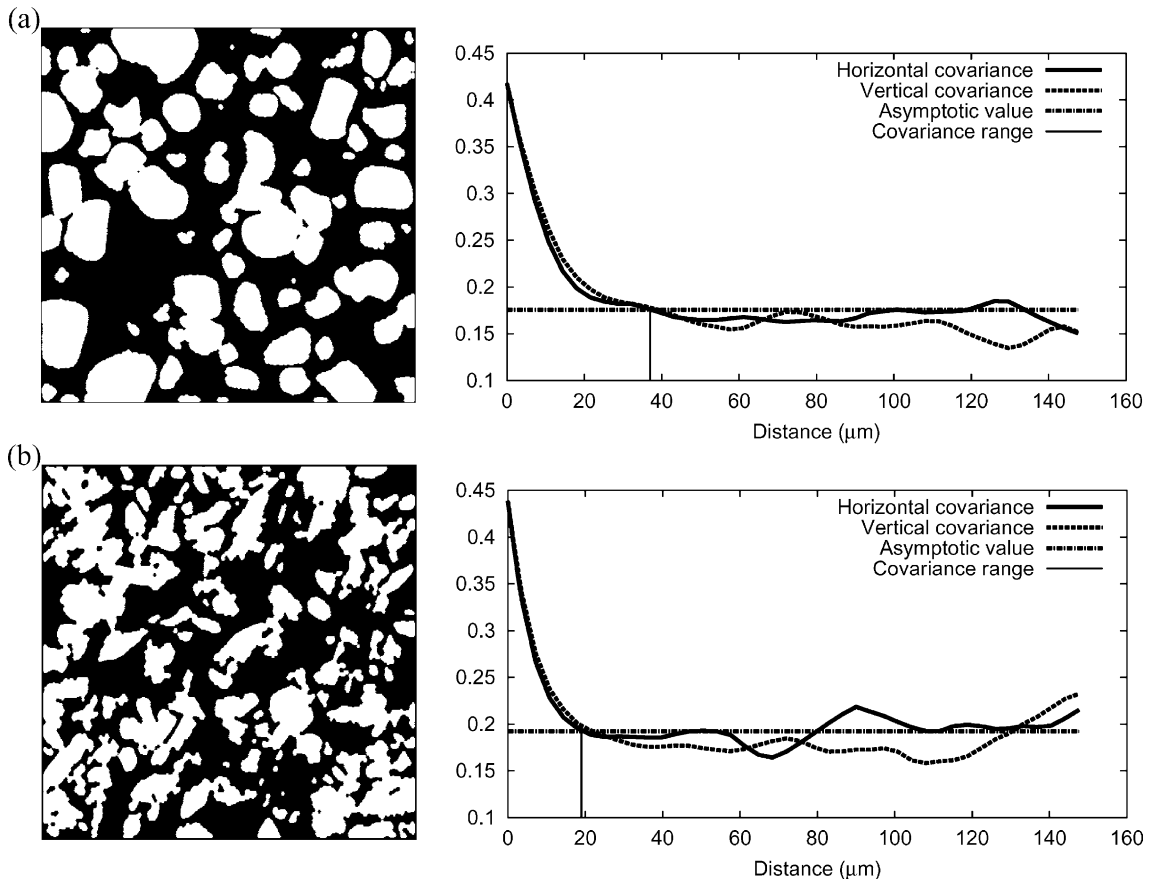 (a)
0.45
0.4
0.35
0.3
0.25
0.2
0.15
0.1
Horizontal covariance
Vertical covariance
Asymptotic value
Covariance range
0 20 40 60 80 100 120 140 160
Distance (μm)
(b)
0.45
0.4
0.35
0.3
0.25
0.2
0.15
0.1
Horizontal covariance
Vertical covariance
Asymptotic value
Covariance range
0 20 40 60 80 100 120 140 160
Distance (μm)